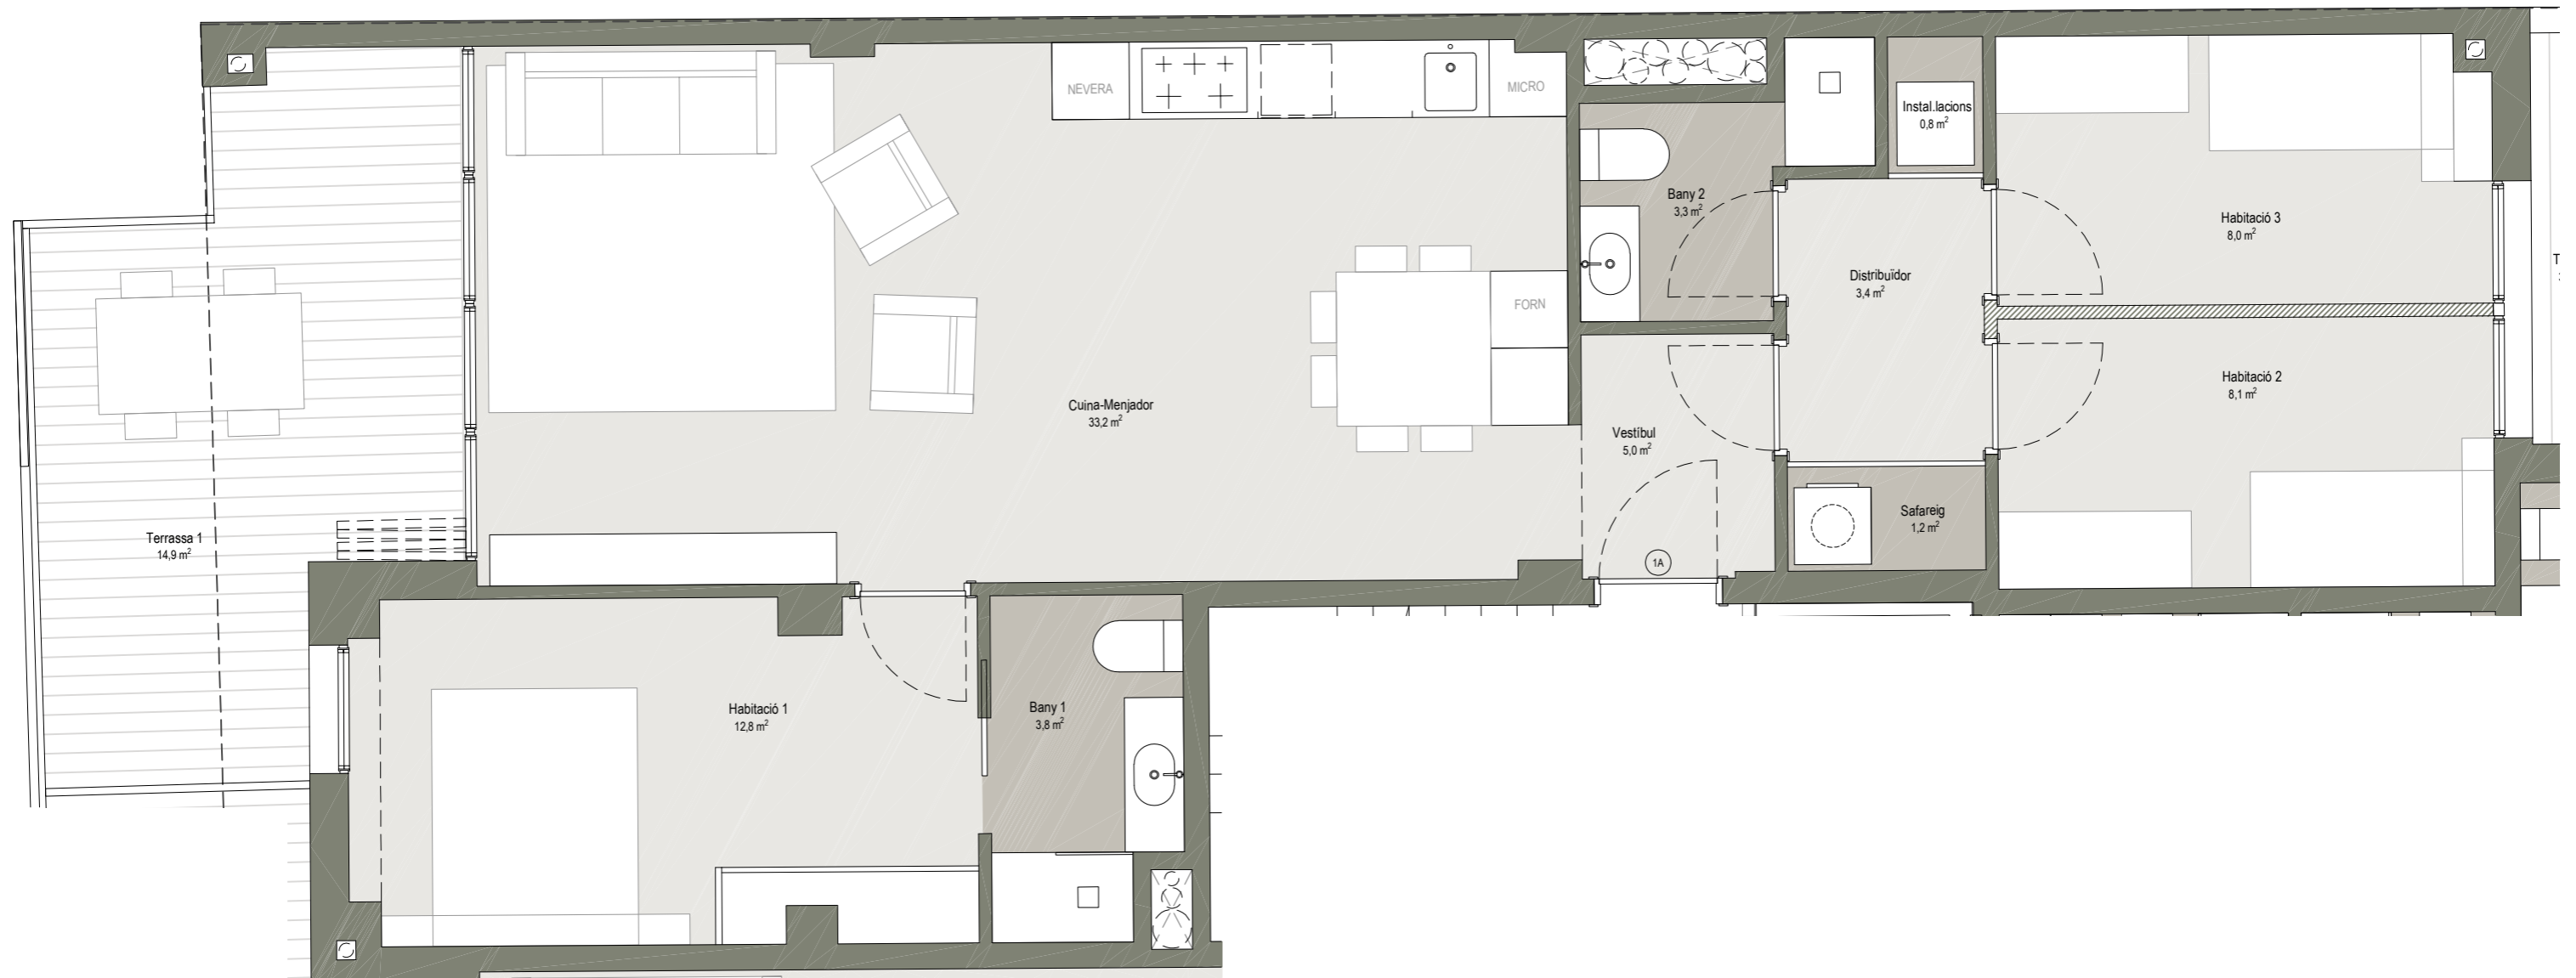 NEVERA
MICRO
Instal.lacions
0,8 m²
Bany 2
3,3 m²
Habitació 3
8,0 m²
Distribuïdor
3,4 m²
FORN
Habitació 2
8,1 m²
Cuina-Menjador
33,2 m²
Vestíbul
5,0 m²
Safareig
1,2 m²
Terrassa 1
14,9 m²
1A
Habitació 1
12,8 m²
Bany 1
3,8 m²